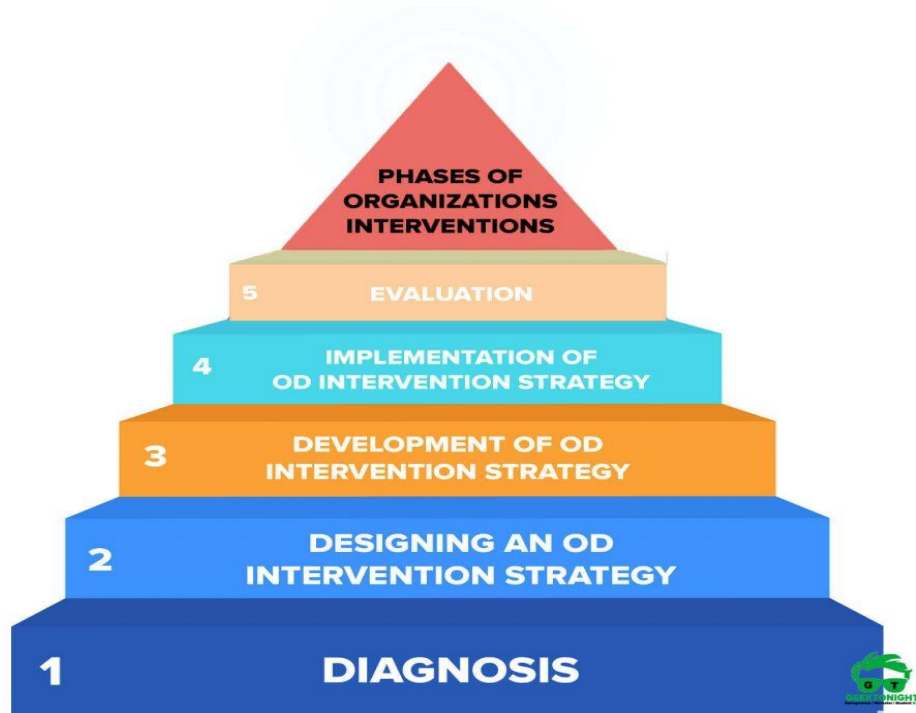 PHASES OF
ORGANIZATIONS
INTERVENTIONS
5 EVALUATION
4 IMPLEMENTATION OF
OD INTERVENTION STRATEGY
3 DEVELOPMENT OF OD
INTERVENTION STRATEGY
2 DESIGNING AN OD
INTERVENTION STRATEGY
1 DIAGNOSIS
G T
GEEKTONIGHT